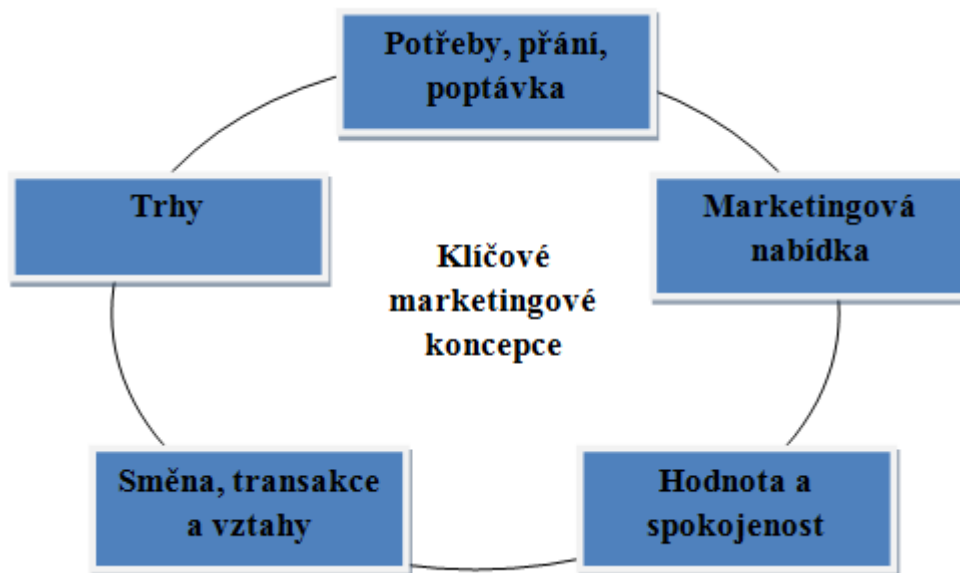 Potřeby, přání,
poptávka
Trhy
Marketingová
nabídka
Klíčové
marketingové
koncepce
Směna, transakce
a vztahy
Hodnota a
spokojenost